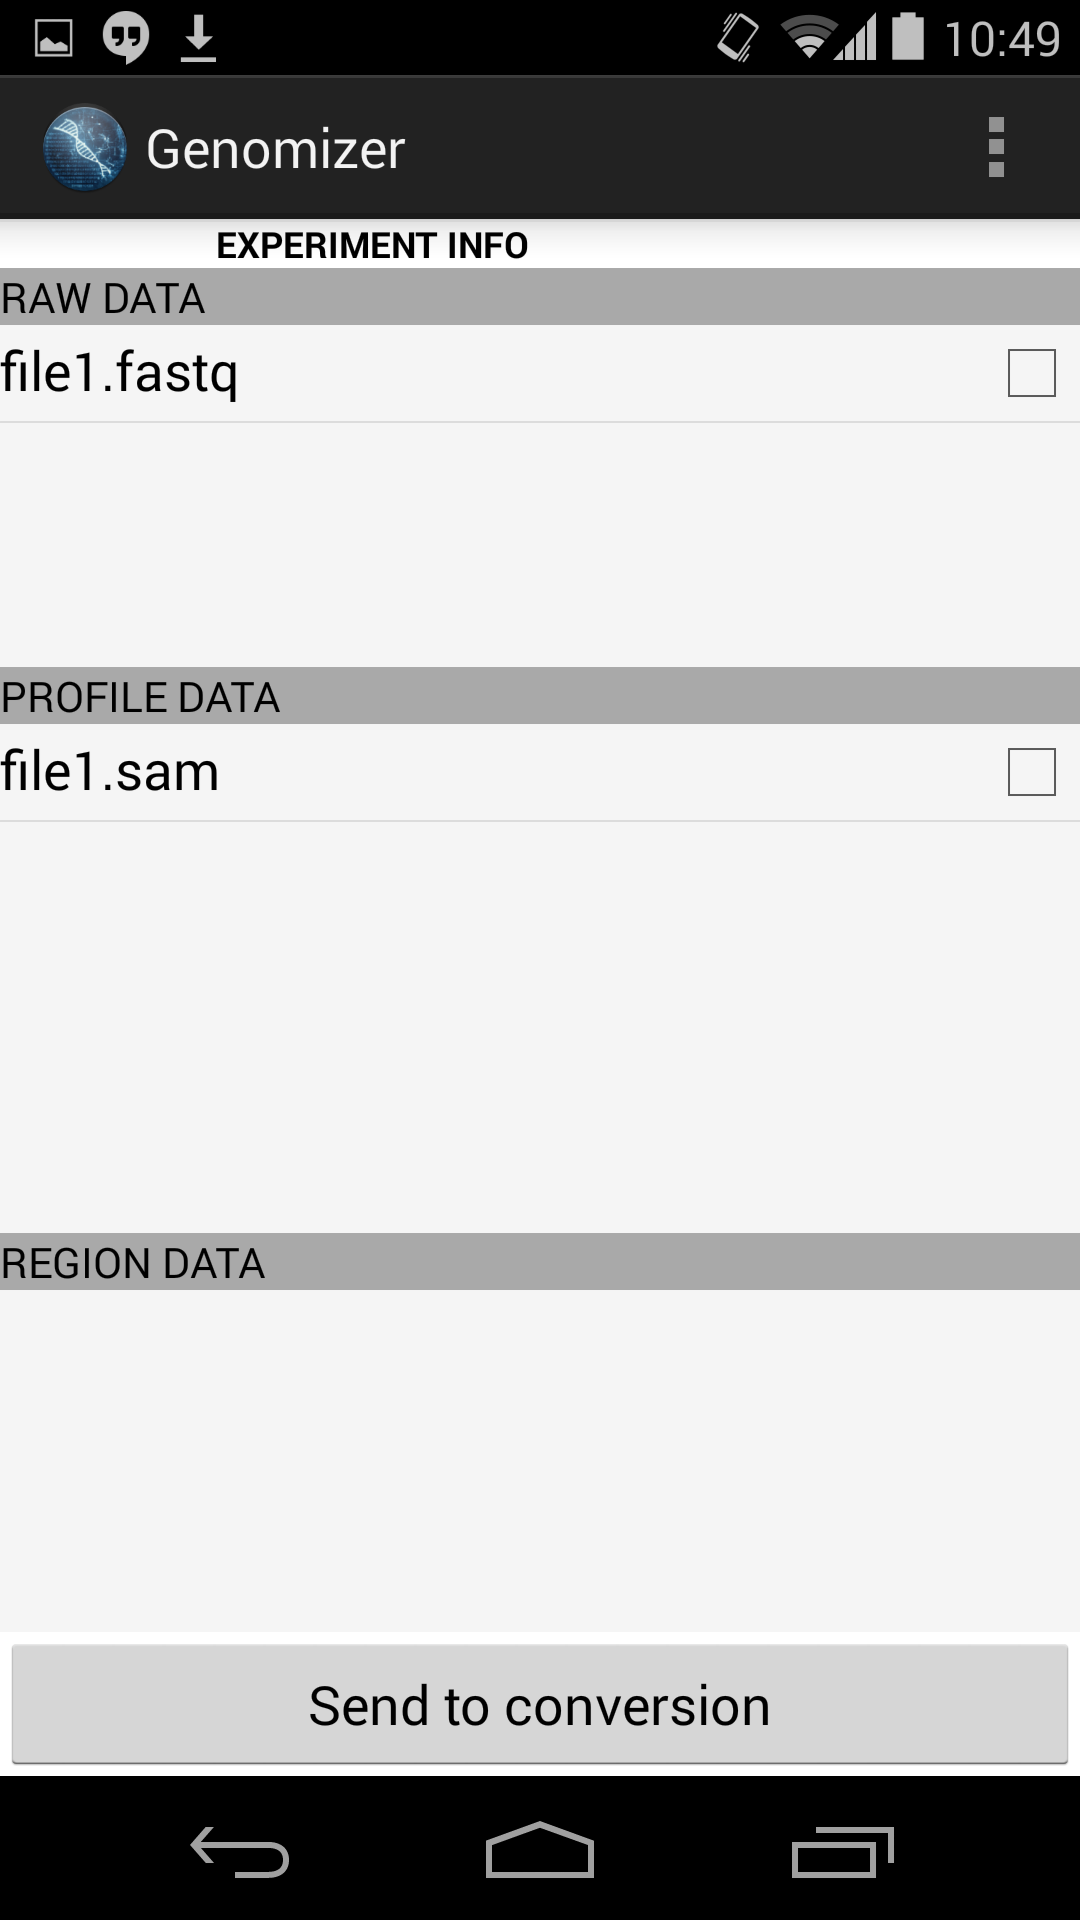 10:49
Genomizer
EXPERIMENT INFO
RAW DATA
file1.fastq
PROFILE DATA
file1.sam
REGION DATA
Send to conversion